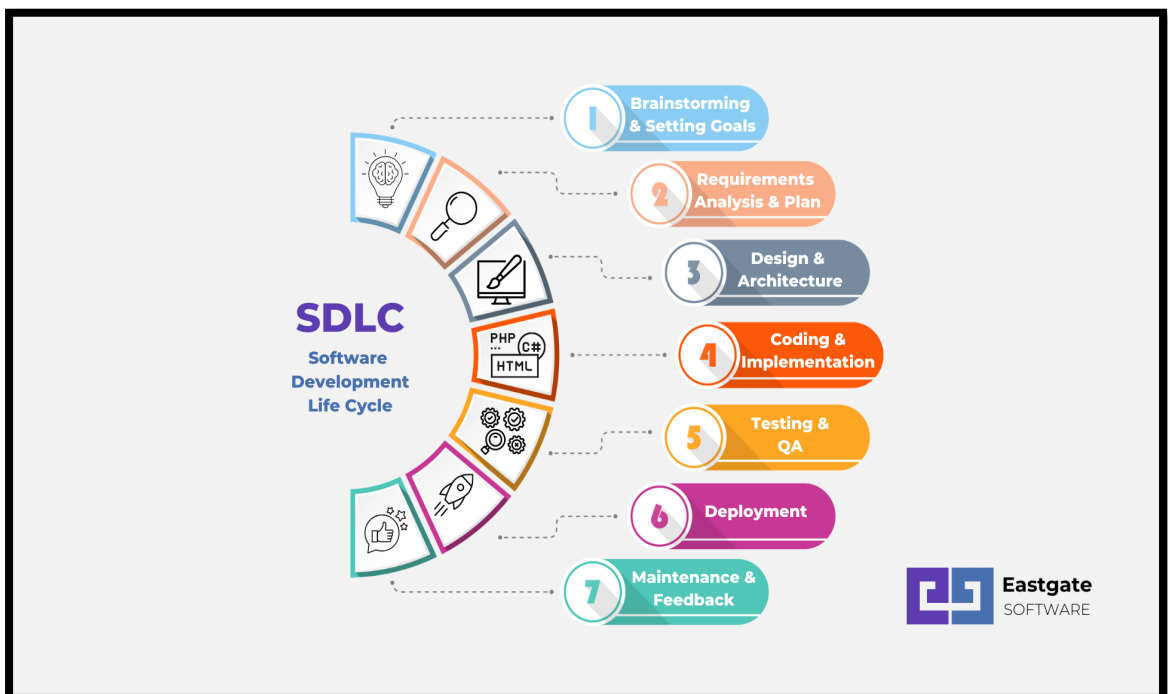 1
Brainstorming
& Setting Goals
2
Requirements
Analysis & Plan
3
Design &
Architecture
SDLC
Software
Development
Life Cycle
PHP
...
C#
HTML
4
Coding &
Implementation
5
Testing &
QA
6
Deployment
7
Maintenance &
Feedback
Eastgate
SOFTWARE